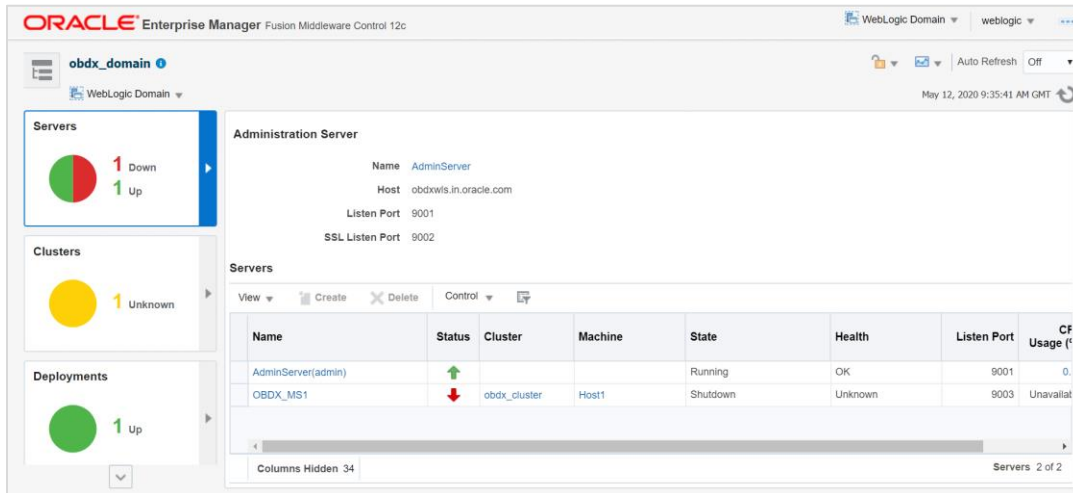 ORACLE Enterprise Manager Fusion Middleware Control 12c
WebLogic Domain
weblogic
obdx_domain
WebLogic Domain
Auto Refresh Off
May 12, 2020 9:35:41 AM GMT
Servers
1 Down
1 Up
Clusters
1 Unknown
Deployments
1 Up
Administration Server
Name AdminServer
Host obdxwls.in.oracle.com
Listen Port 9001
SSL Listen Port 9002
Servers
View Create Delete Control
Name Status Cluster Machine State Health Listen Port Usage
AdminServer(admin) Running OK 9001 0.
OBDX_MS1 obdx_cluster Host1 Shutdown Unknown 9003
Columns Hidden 34
Servers 2 of 2